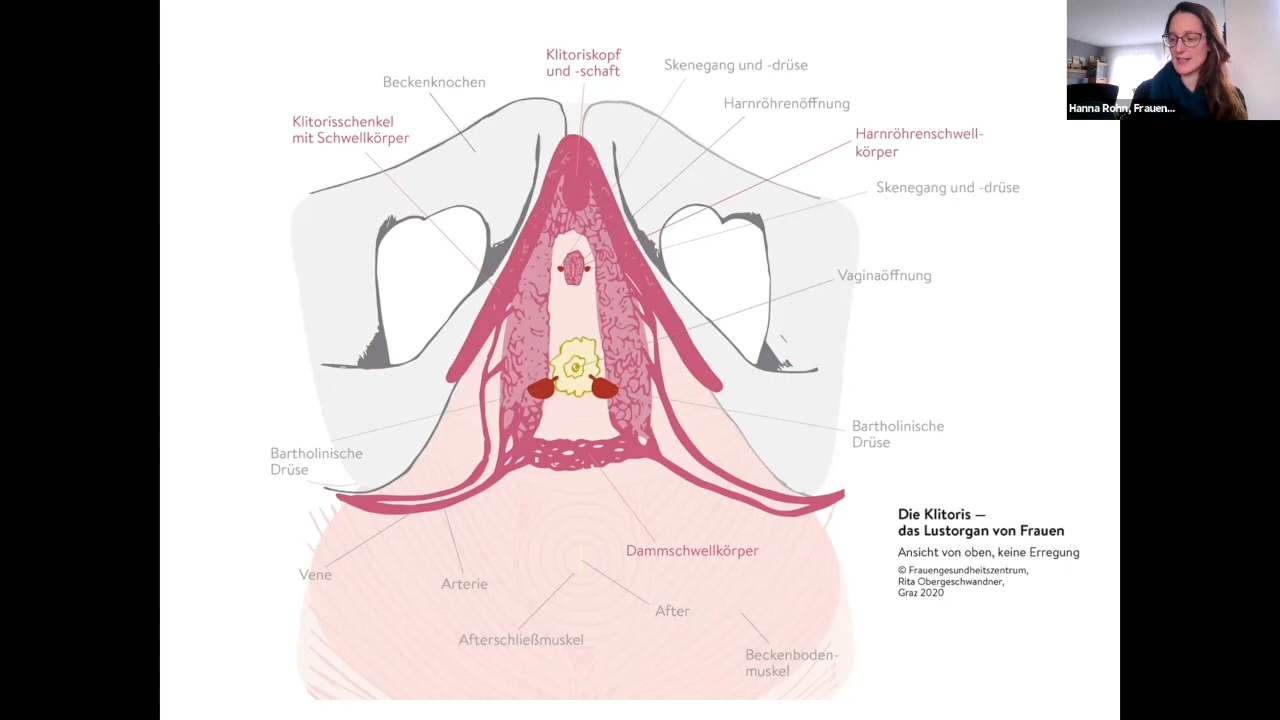 Klitoriskopf
und -schaft
Skenegang und -drüse
Beckenknochen
Harnröhrenöffnung
Hanna Rohn, Frauen...
Klitorisschenkel
mit Schwellkörper
Harnröhrenschwell-
körper
Skenegang und -drüse
Vaginaöffnung
Bartholinische
Drüse
Bartholinische
Drüse
Die Klitoris —
das Lustorgan von Frauen
Ansicht von oben, keine Erregung
© Frauengesundheitszentrum,
Rita Obergeschwandner,
Graz 2020
Dammschwellkörper
Vene
Arterie
After
Afterschließmuskel
Beckenboden-
muskel